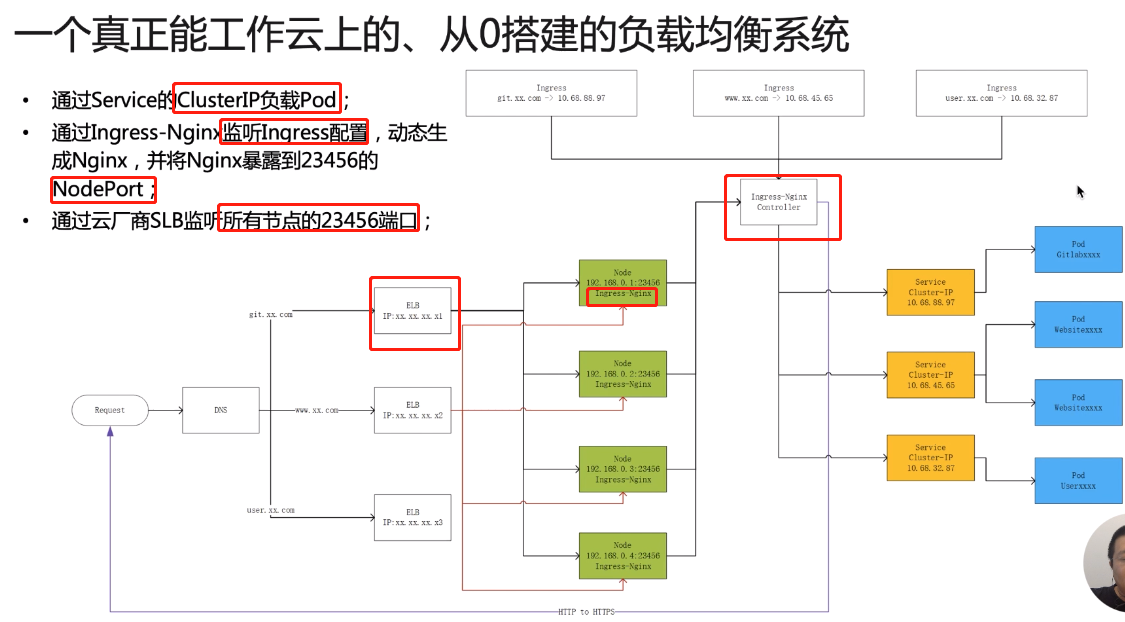 一个真正能工作云上的、从0搭建的负载均衡系统
• 通过Service的ClusterIP负载Pod；
• 通过Ingress-Nginx监听Ingress配置，动态生
成Nginx，并将Nginx暴露到23456的
NodePort；
• 通过云厂商SLB监听所有节点的23456端口；
Ingress
git.xx.com -> 10.68.88.97
Ingress
www.xx.com -> 10.68.45.65
Ingress
user.xx.com -> 10.68.32.87
Ingress-Nginx
Controller
Request
DNS
git.xx.com
www.xx.com
user.xx.com
ELB
IP:xx.xx.xx.x1
ELB
IP:xx.xx.xx.x2
ELB
IP:xx.xx.xx.x3
Node
192.168.0.1:23456
Ingress-Nginx
Node
192.168.0.2:23456
Ingress-Nginx
Node
192.168.0.3:23456
Ingress-Nginx
Node
192.168.0.4:23456
Ingress-Nginx
Service
Cluster-IP
10.68.88.97
Service
Cluster-IP
10.68.45.65
Service
Cluster-IP
10.68.32.87
Pod
Gitlabxxxx
Pod
Websitexxxx
Pod
Websitexxxx
Pod
Userxxxx
HTTP to HTTPS